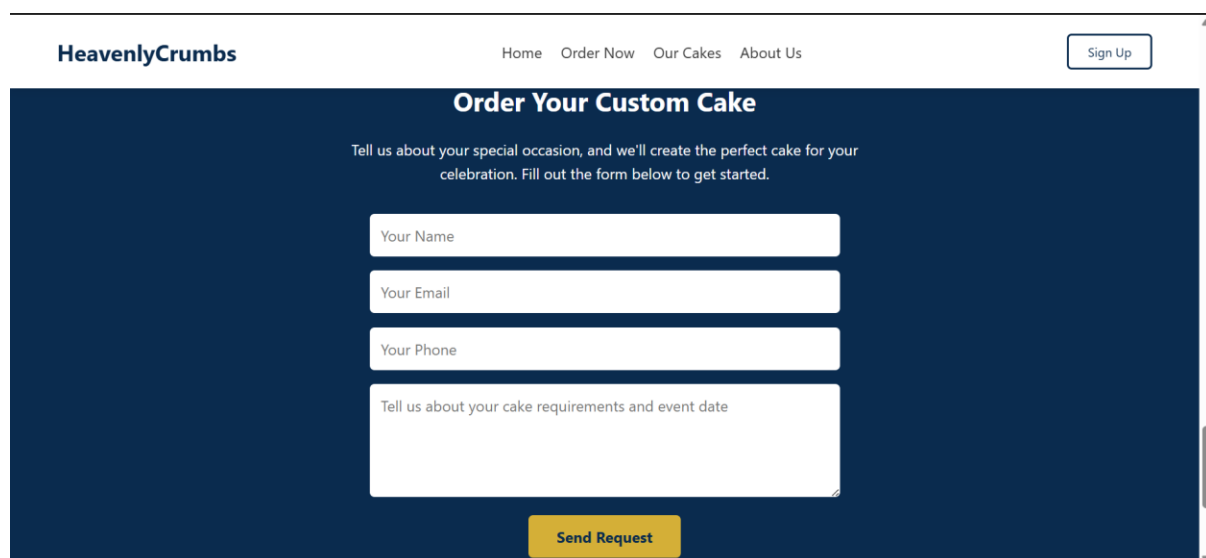 HeavenlyCrumbs
Home Order Now Our Cakes About Us
Sign Up
Order Your Custom Cake
Tell us about your special occasion, and we'll create the perfect cake for your
celebration. Fill out the form below to get started.
Your Name
Your Email
Your Phone
Tell us about your cake requirements and event date
Send Request